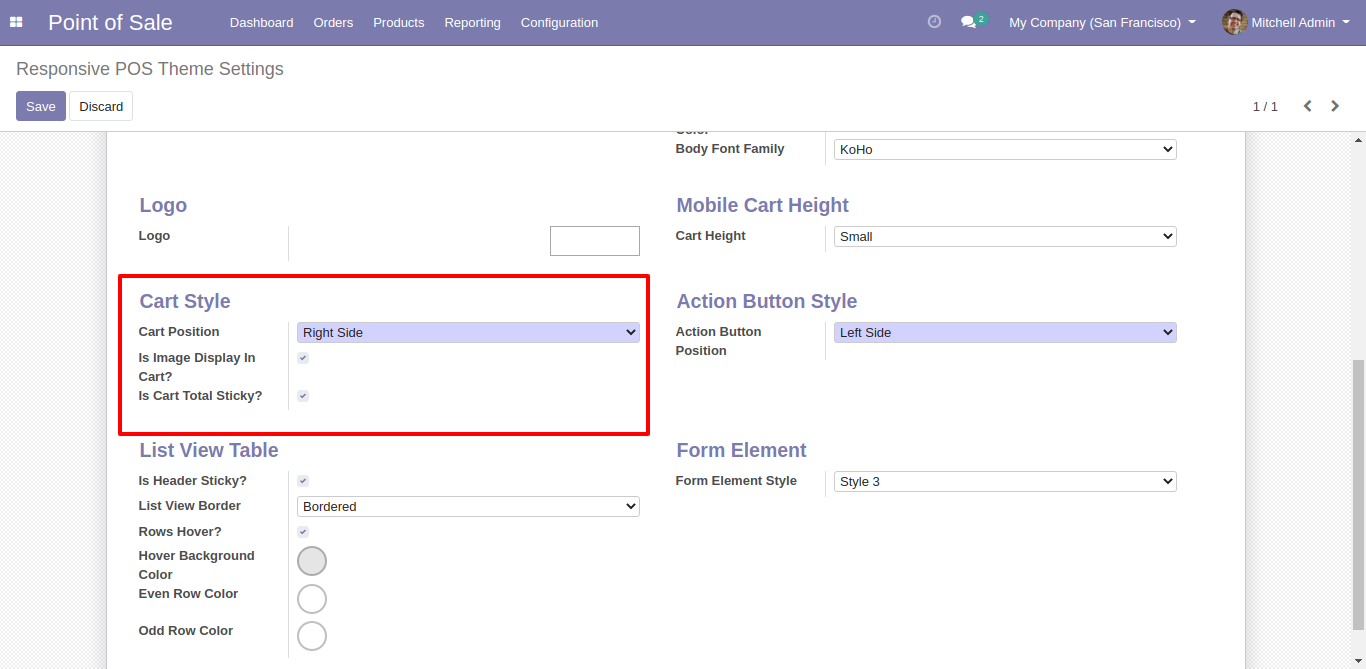 Point of Sale Dashboard Orders Products Reporting Configuration 2 My Company (San Francisco) Mitchell Admin
Responsive POS Theme Settings
Save Discard 1 / 1
Color
Body Font Family KoHo
Logo Mobile Cart Height
Logo Cart Height Small
Cart Style Action Button Style
Cart Position Right Side Action Button Position Left Side
Is Image Display In
Cart?
Is Cart Total Sticky?
List View Table Form Element
Is Header Sticky? Form Element Style Style 3
List View Border Bordered
Rows Hover?
Hover Background
Color
Even Row Color
Odd Row Color